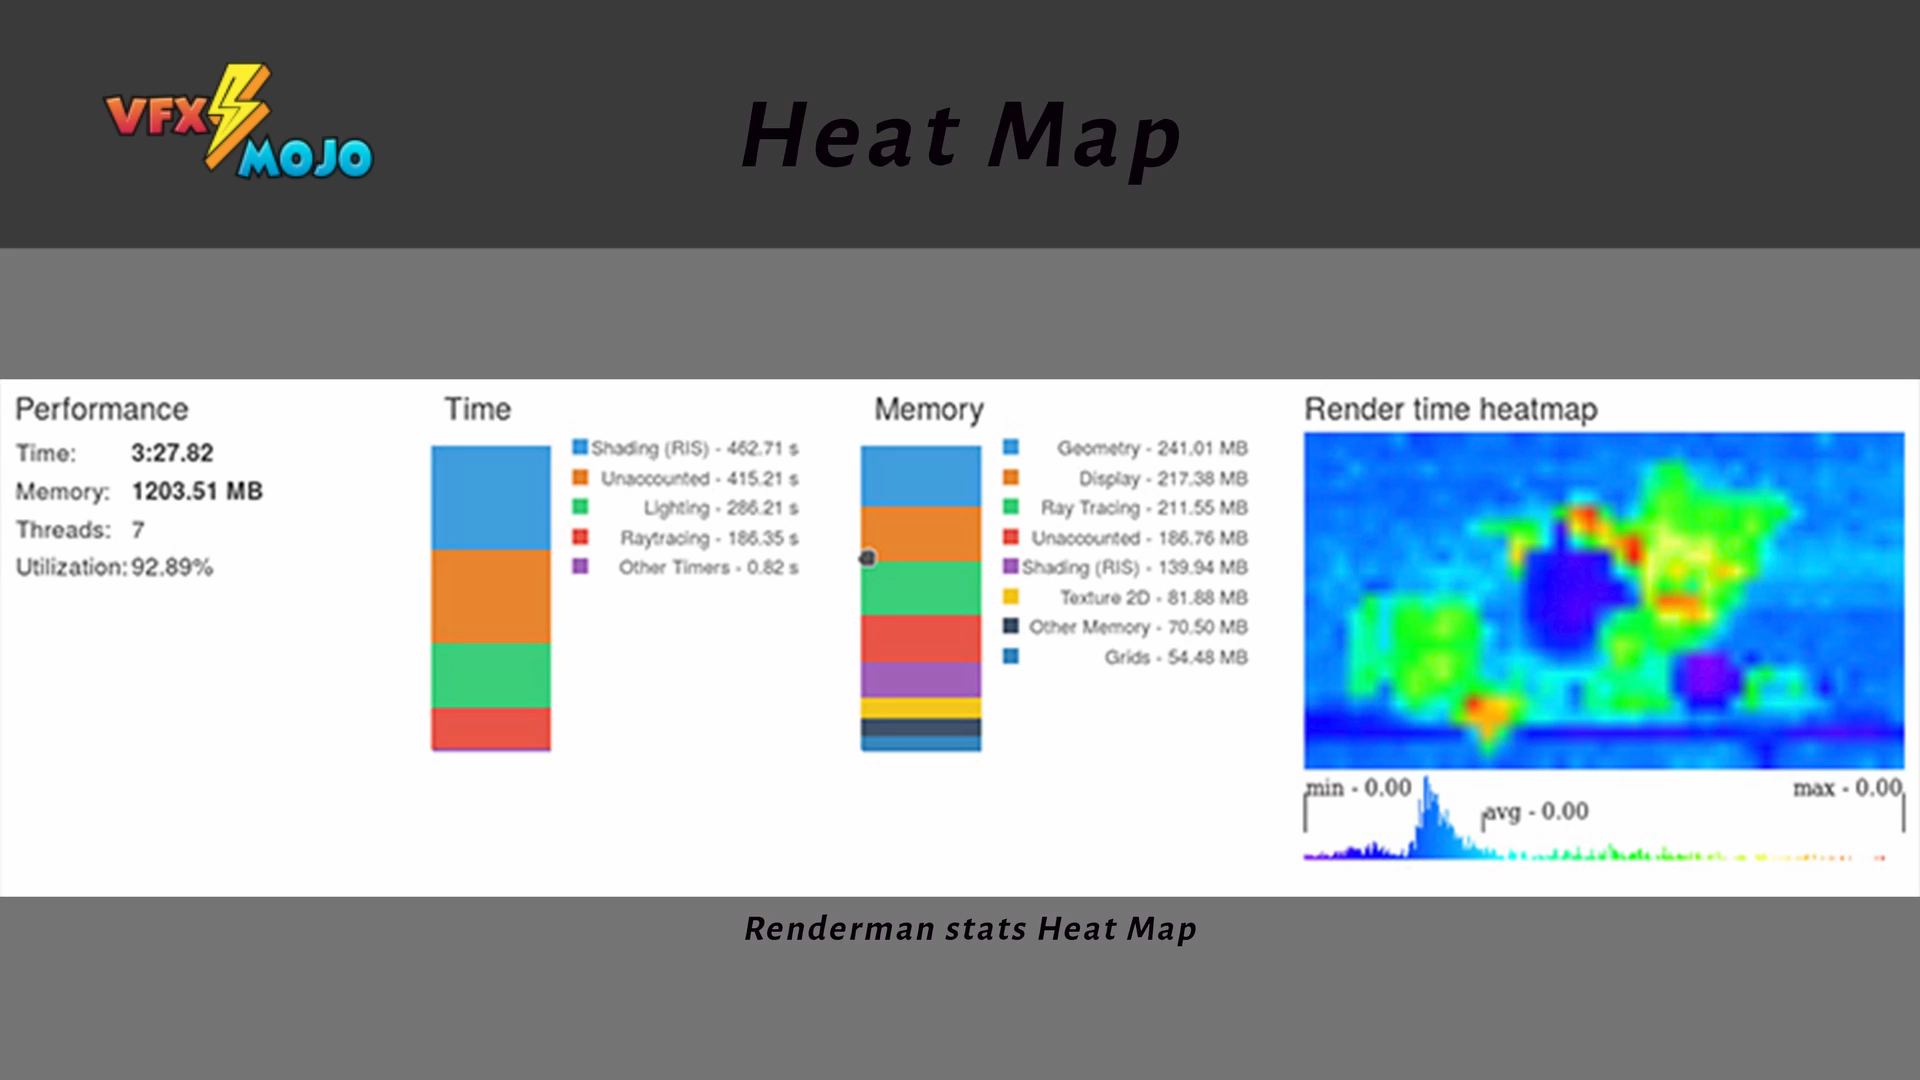 VFX
MOJO
Heat Map
Performance
Time: 3:27.82
Memory: 1203.51 MB
Threads: 7
Utilization: 92.89%
Time
Shading (RIS) - 462.71 s
Unaccounted - 415.21 s
Lighting - 286.21 s
Raytracing - 186.35 s
Other Timers - 0.82 s
Memory
Geometry - 241.01 MB
Display - 217.38 MB
Ray Tracing - 211.55 MB
Unaccounted - 186.76 MB
Shading (RIS) - 139.94 MB
Texture 2D - 81.88 MB
Other Memory - 70.50 MB
Grids - 54.48 MB
Render time heatmap
min - 0.00
avg - 0.00
max - 0.00
Renderman stats Heat Map